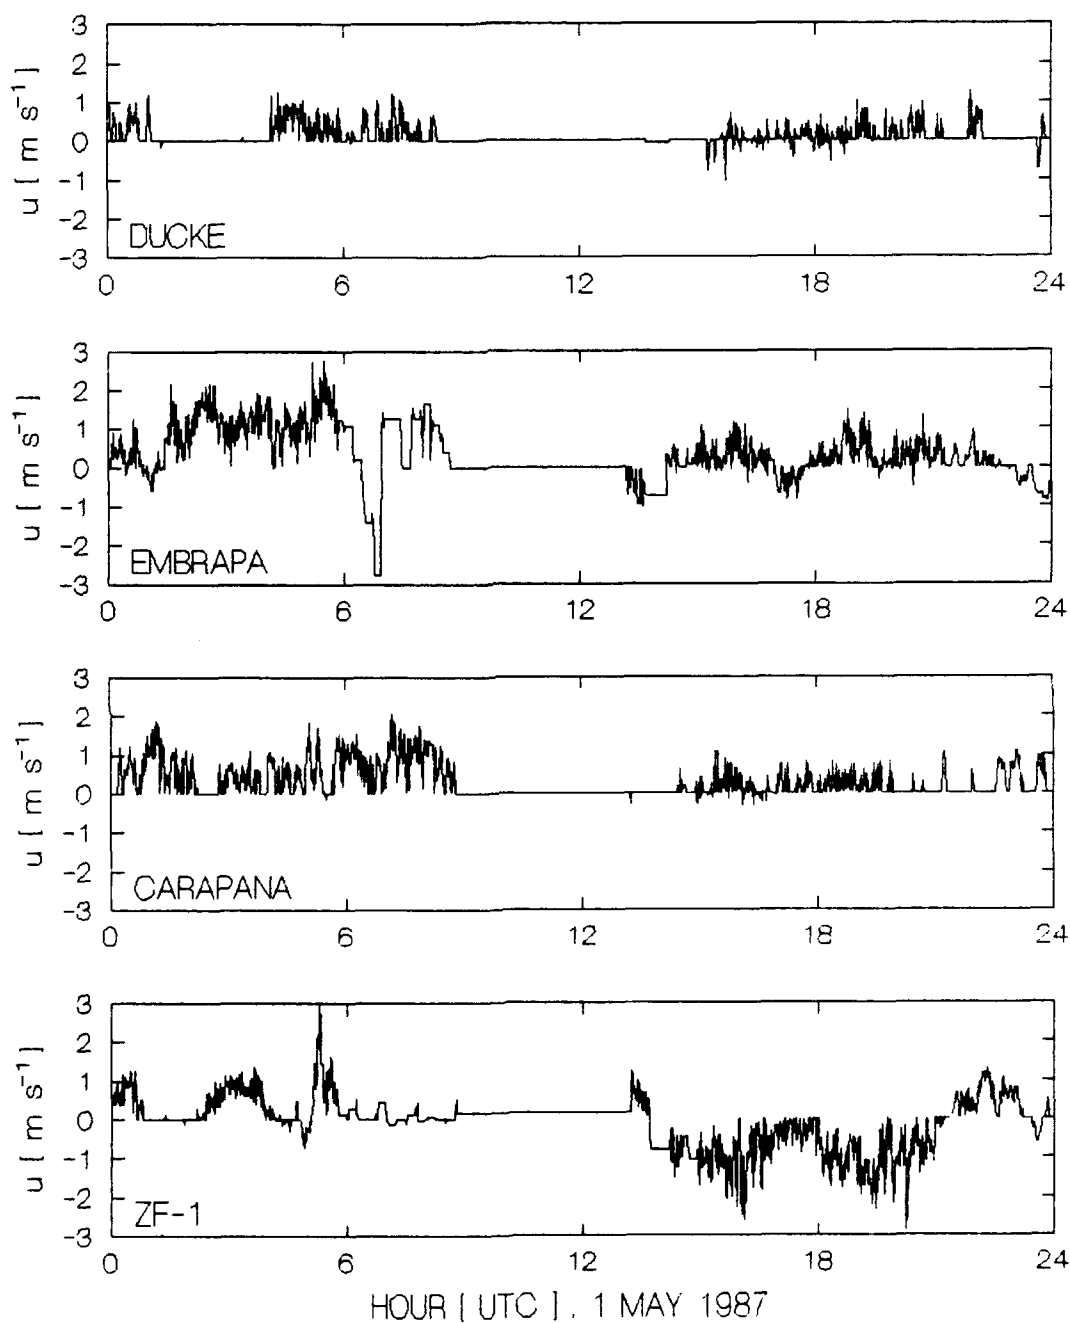 3
2
1
0
-1
-2
-3
u [ m s⁻¹ ]
DUCKE
0 6 12 18 24
3
2
1
0
-1
-2
-3
u [ m s⁻¹ ]
EMBRAPA
0 6 12 18 24
3
2
1
0
-1
-2
-3
u [ m s⁻¹ ]
CARAPANA
0 6 12 18 24
3
2
1
0
-1
-2
-3
u [ m s⁻¹ ]
ZF-1
0 6 12 18 24
HOUR [ UTC ] , 1 MAY 1987